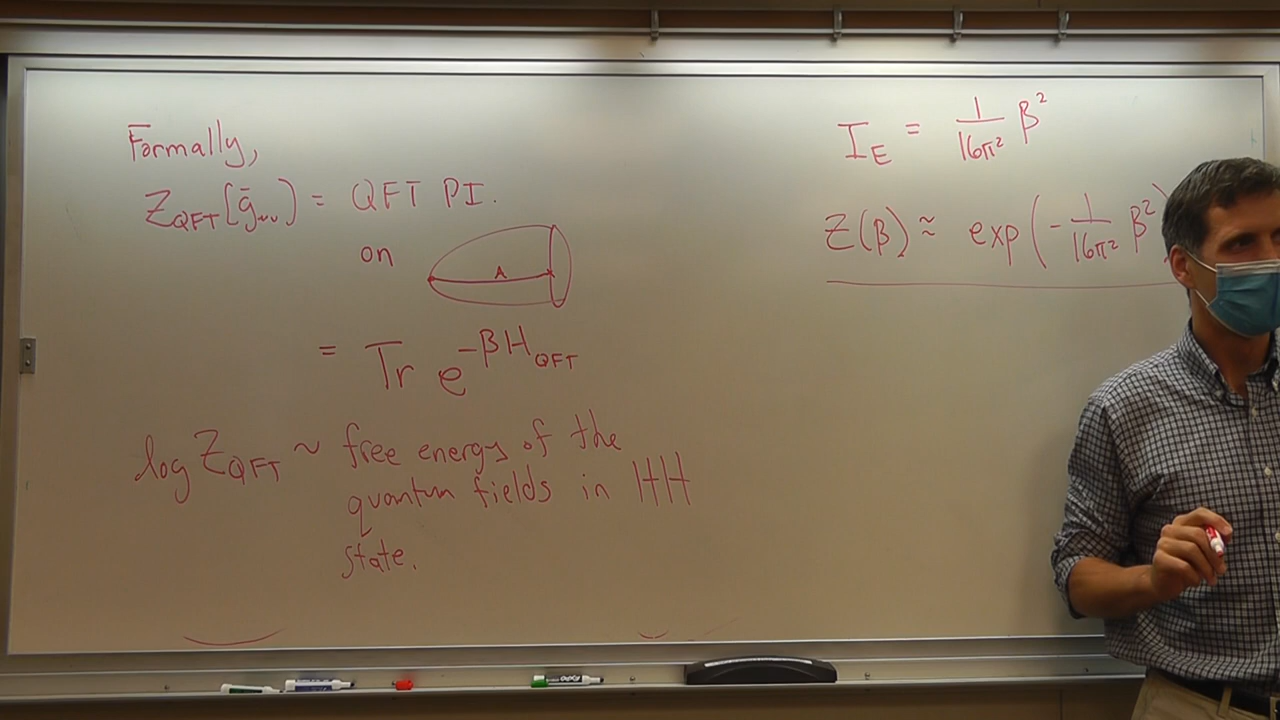 Formally,
Z_QFT[ḡ_μν) = QFT PI.
on
A
= Tr e^{-βH_QFT}
log Z_QFT ~ free energy of the
quantum fields in HH
state.
I_E = 1/16π² β²
Z(β) ≈ exp(-1/16π² β²)